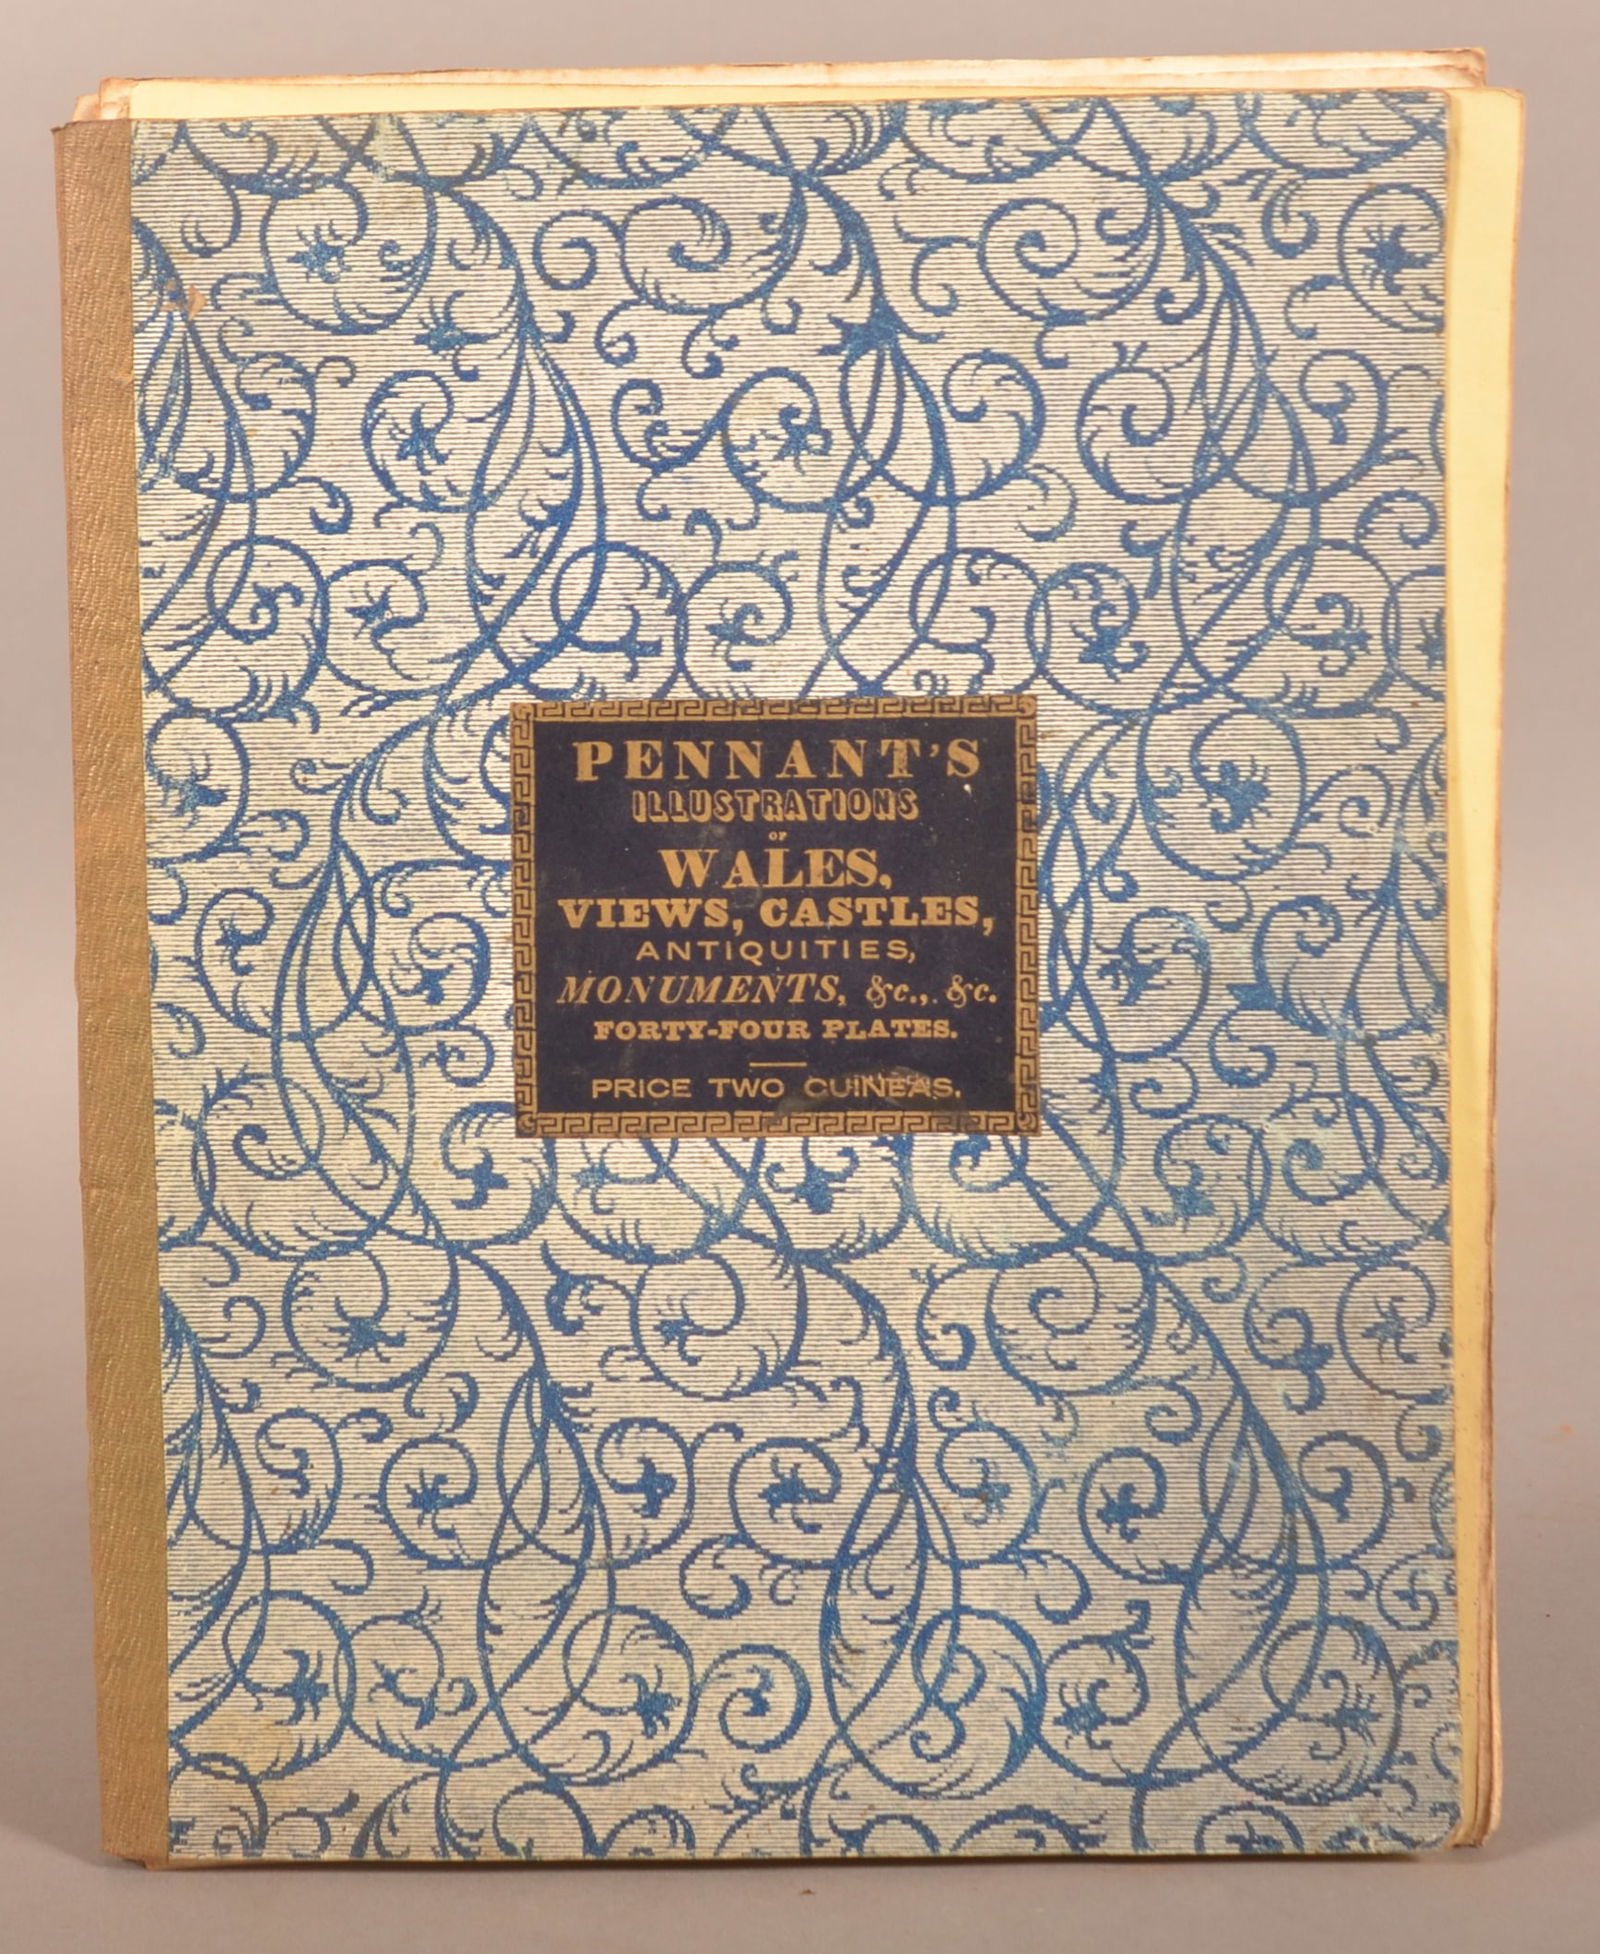 PENNANT'S
ILLUSTRATIONS
OF
WALES,
VIEWS, CASTLES,
ANTIQUITIES,
MONUMENTS, &c., &c.
FORTY-FOUR PLATES.
PRICE TWO GUINEAS.